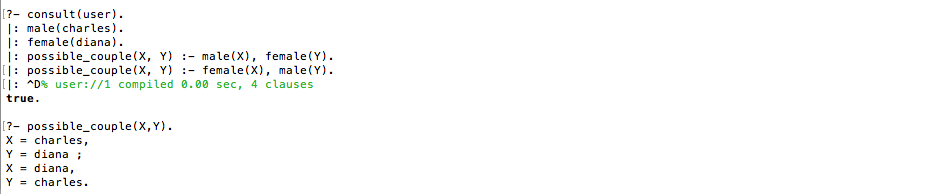 [?- consult(user).
|: male(charles).
|: female(diana).
|: possible_couple(X, Y) :- male(X), female(Y).
[|: possible_couple(X, Y) :- female(X), male(Y).
[|: ^D% user://1 compiled 0.00 sec, 4 clauses
true.
[?- possible_couple(X,Y).
X = charles,
Y = diana ;
X = diana,
Y = charles.